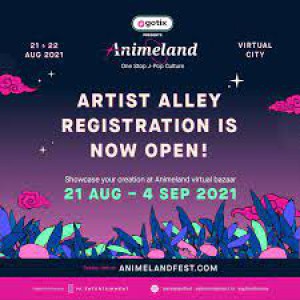 gotix
PRESENTS
21 + 22
AUG 2021
Animeland
One Stop J-Pop Culture
VIRTUAL
CITY
ARTIST ALLEY
REGISTRATION IS
NOW OPEN!
Showcase your creation at Animeland virtual bazaar
21 AUG – 4 SEP 2021
ANIMELANDFEST.COM